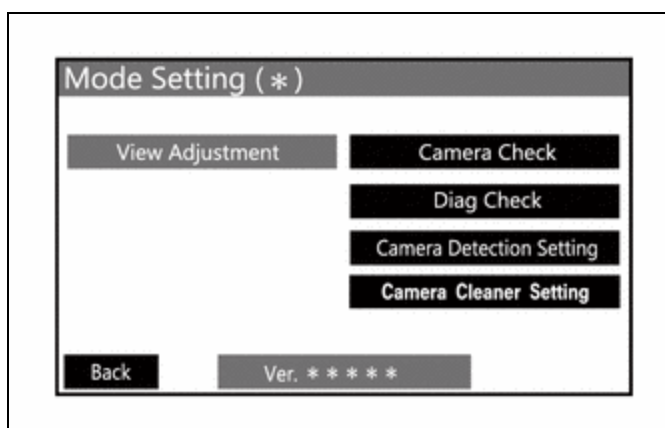 Mode Setting (*)
View Adjustment
Camera Check
Diag Check
Camera Detection Setting
Camera Cleaner Setting
Back
Ver. * * * * *